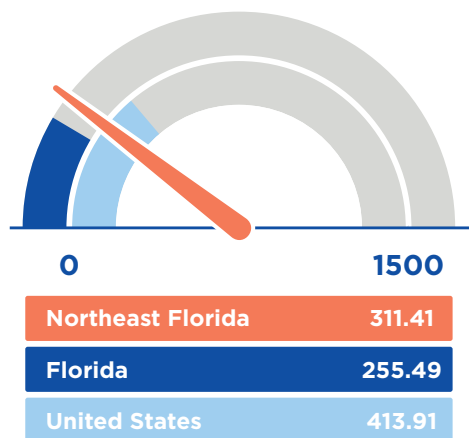 0 1500
Northeast Florida 311.41
Florida 255.49
United States 413.91